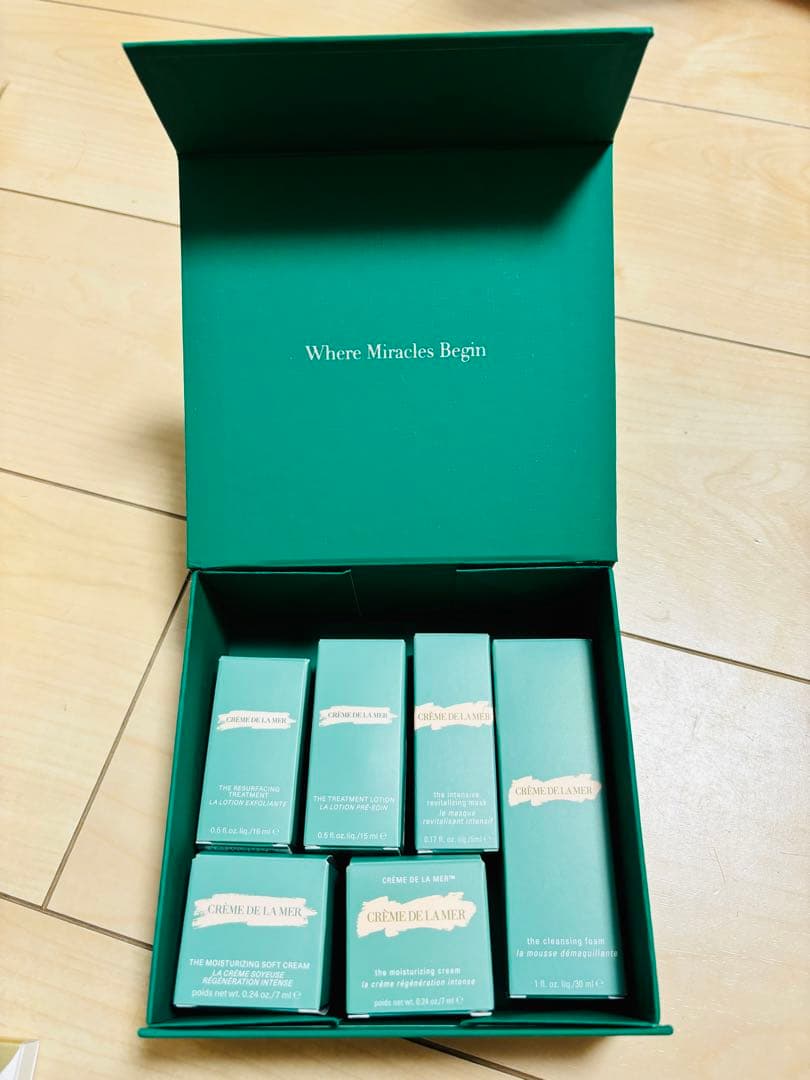 Where Miracles Begin
CRÈME DE LA MER
THE RESURFACING
TREATMENT
LA LOTION EXFOLIANTE
0.5 fl.oz. liq./15 ml ℮
CRÈME DE LA MER
THE TREATMENT LOTION
LA LOTION PRÉ-EDIN
0.5 fl.oz. liq./15 ml ℮
CRÈME DE LA MER
the intensive
revitalizing mask
le masque
revitalisant intensif
0.17 fl. oz. liq./5ml ℮
CRÈME DE LA MER
the cleansing foam
la mousse démaquillante
1 fl. oz. liq./30 ml ℮
CRÈME DE LA MER
THE MOISTURIZING SOFT CREAM
LA CRÈME SOYEUSE
RÉGÉNÉRATION INTENSE
poids net wt. 0.24 oz./7 ml ℮
CRÈME DE LA MER™
CRÈME DE LA MER
the moisturizing cream
la crème régénération intense
poids net wt. 0.24 oz./7 ml ℮